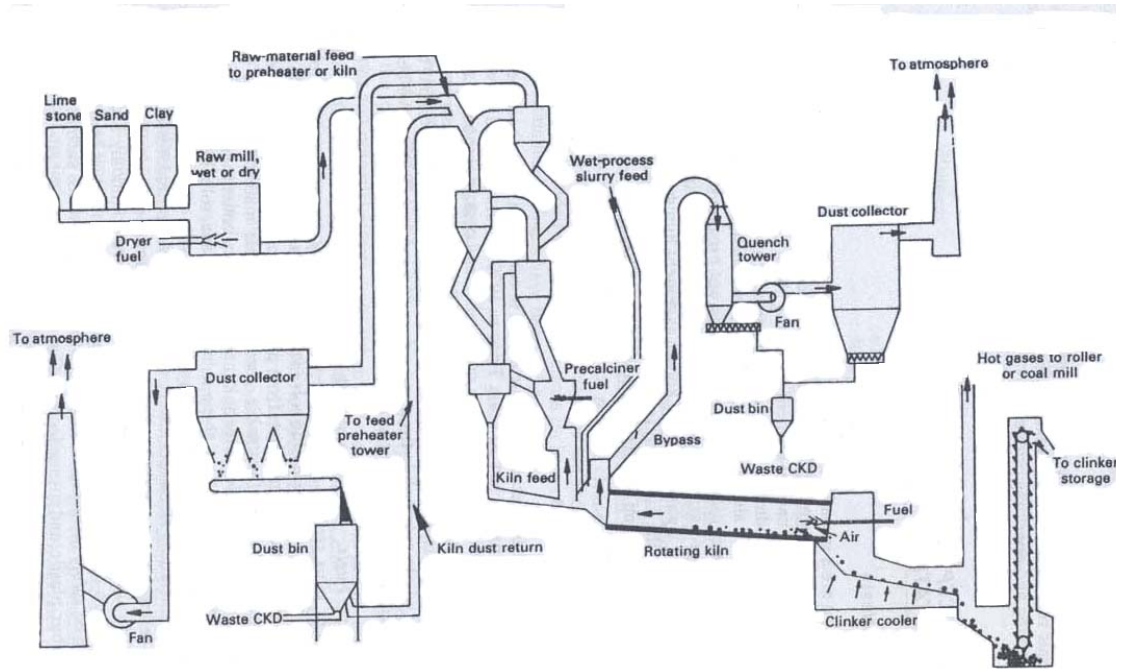 Raw-material feed
to preheater or kiln
To atmosphere
Lime
stone
Sand
Clay
Raw mill,
wet or dry
Wet-process
slurry feed
Dust collector
Dryer
fuel
Quench
tower
Fan
To atmosphere
Hot gases to roller
or coal mill
Dust collector
Precalciner
fuel
Dust bin
To feed
preheater
tower
Bypass
Waste CKD
To clinker
storage
Kiln feed
Fuel
Air
Dust bin
Kiln dust return
Rotating kiln
Waste CKD
Clinker cooler
Fan